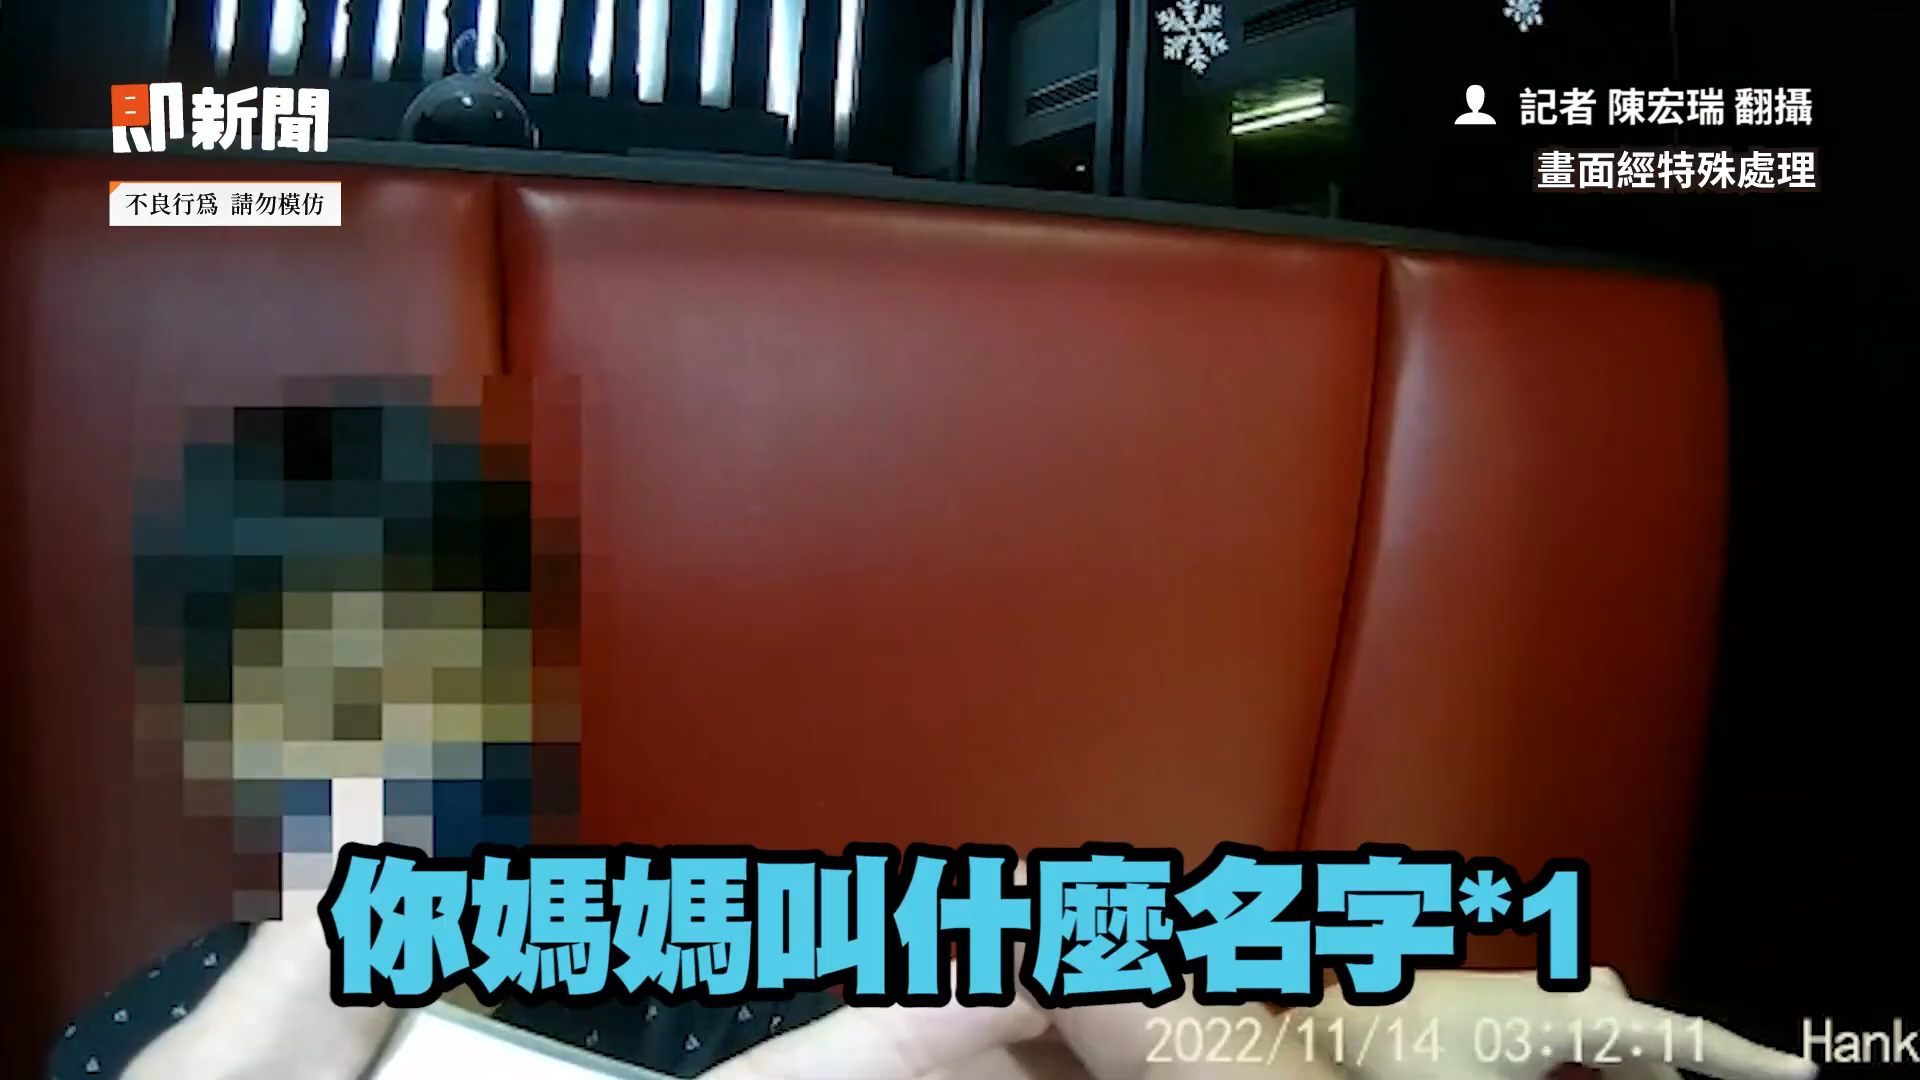 即新聞
不良行為 請勿模仿
記者 陳宏瑞 翻攝
畫面經特殊處理
你媽媽叫什麼名字*1
2022/11/14 03:12:11 Hank